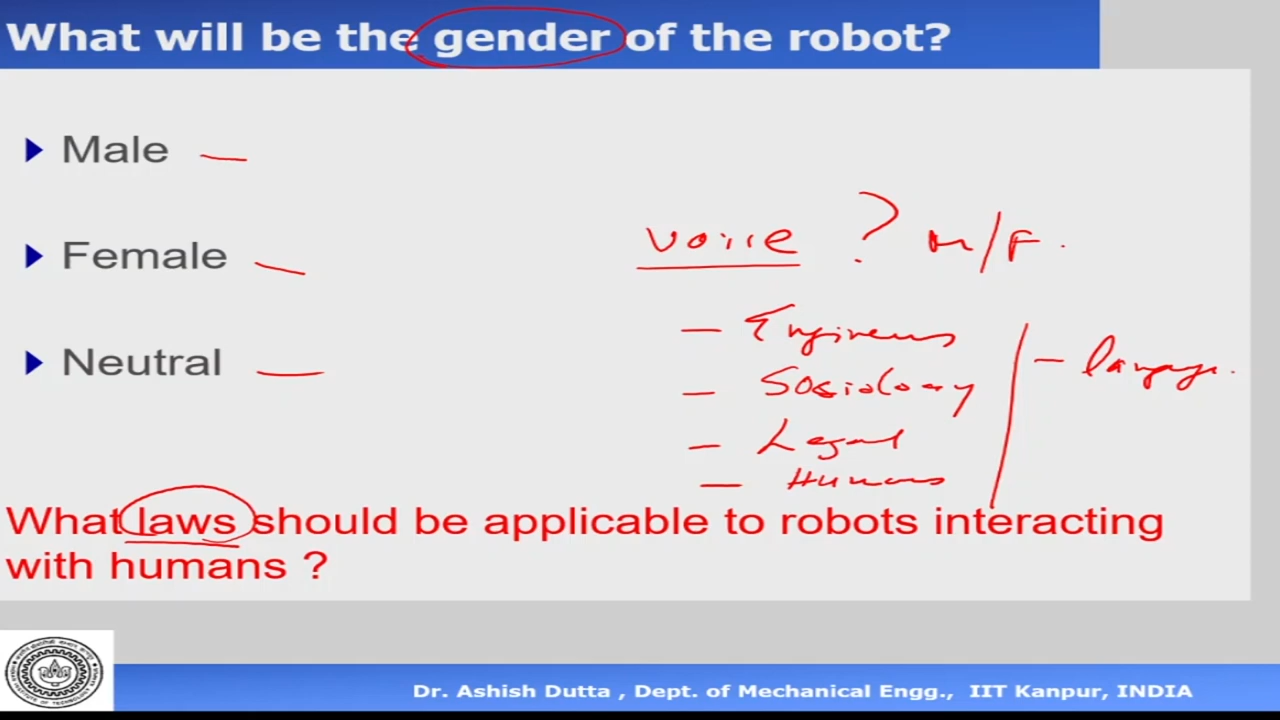 What will be the gender of the robot?
Male
Female
Neutral
voice ? M/F.
– Engineers
– Sosiology
– Legal
– Humans
– language.
What laws should be applicable to robots interacting
with humans ?
Dr. Ashish Dutta , Dept. of Mechanical Engg., IIT Kanpur, INDIA